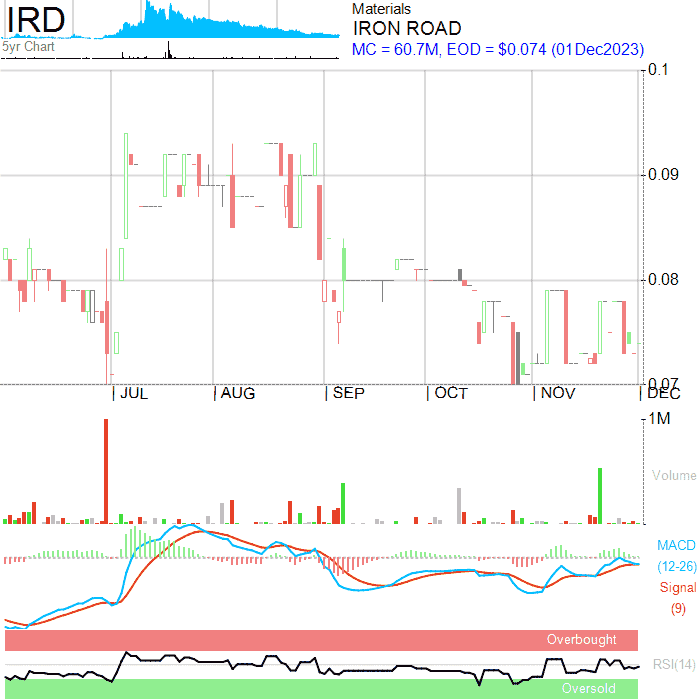 IRD
5yr Chart
Materials
IRON ROAD
MC = 60.7M, EOD = $0.074 (01Dec2023)
0.1
0.09
0.08
0.07
JUL
AUG
SEP
OCT
NOV
DEC
1M
Volume
MACD
(12-26)
Signal
(9)
Overbought
RSI(14)
Oversold